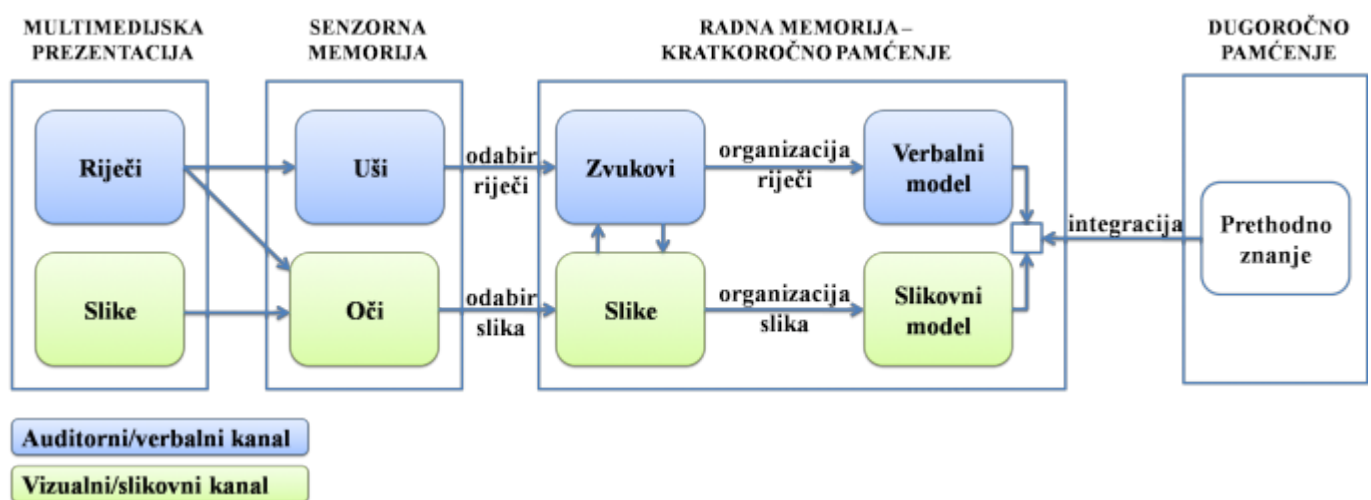 MULTIMEDIJSKA
PREZENTACIJA
SENZORNA
MEMORIJA
RADNA MEMORIJA –
KRATKOROČNO PAMĆENJE
DUGOROČNO
PAMĆENJE
Riječi
Uši
odabir
riječi
Zvukovi
organizacija
riječi
Verbalni
model
integracija
Prethodno
znanje
Slike
Oči
odabir
slika
Slike
organizacija
slika
Slikovni
model
Auditorni/verbalni kanal
Vizualni/slikovni kanal